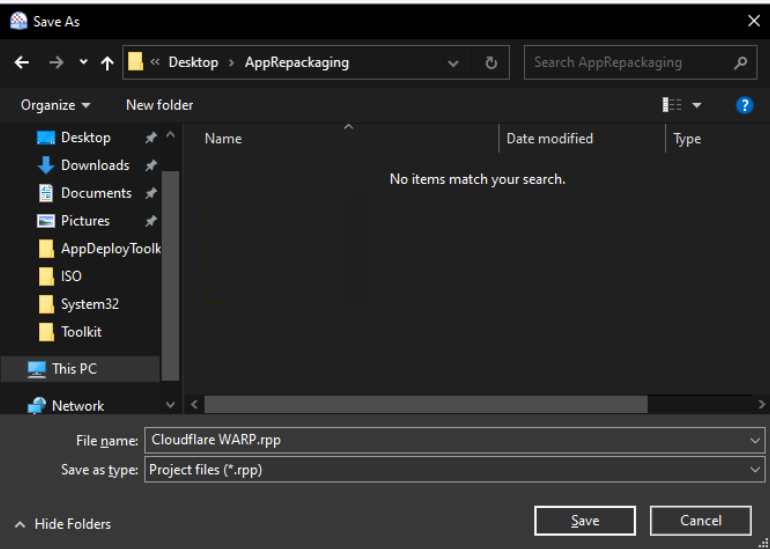 Save As
« Desktop › AppRepackaging
Search AppRepackaging
Organize
New folder
?
Name
Date modified
Type
No items match your search.
Desktop
Downloads
Documents
Pictures
AppDeployToolk
ISO
System32
Toolkit
This PC
Network
File name: Cloudflare WARP.rpp
Save as type: Project files (*.rpp)
Hide Folders
Save
Cancel